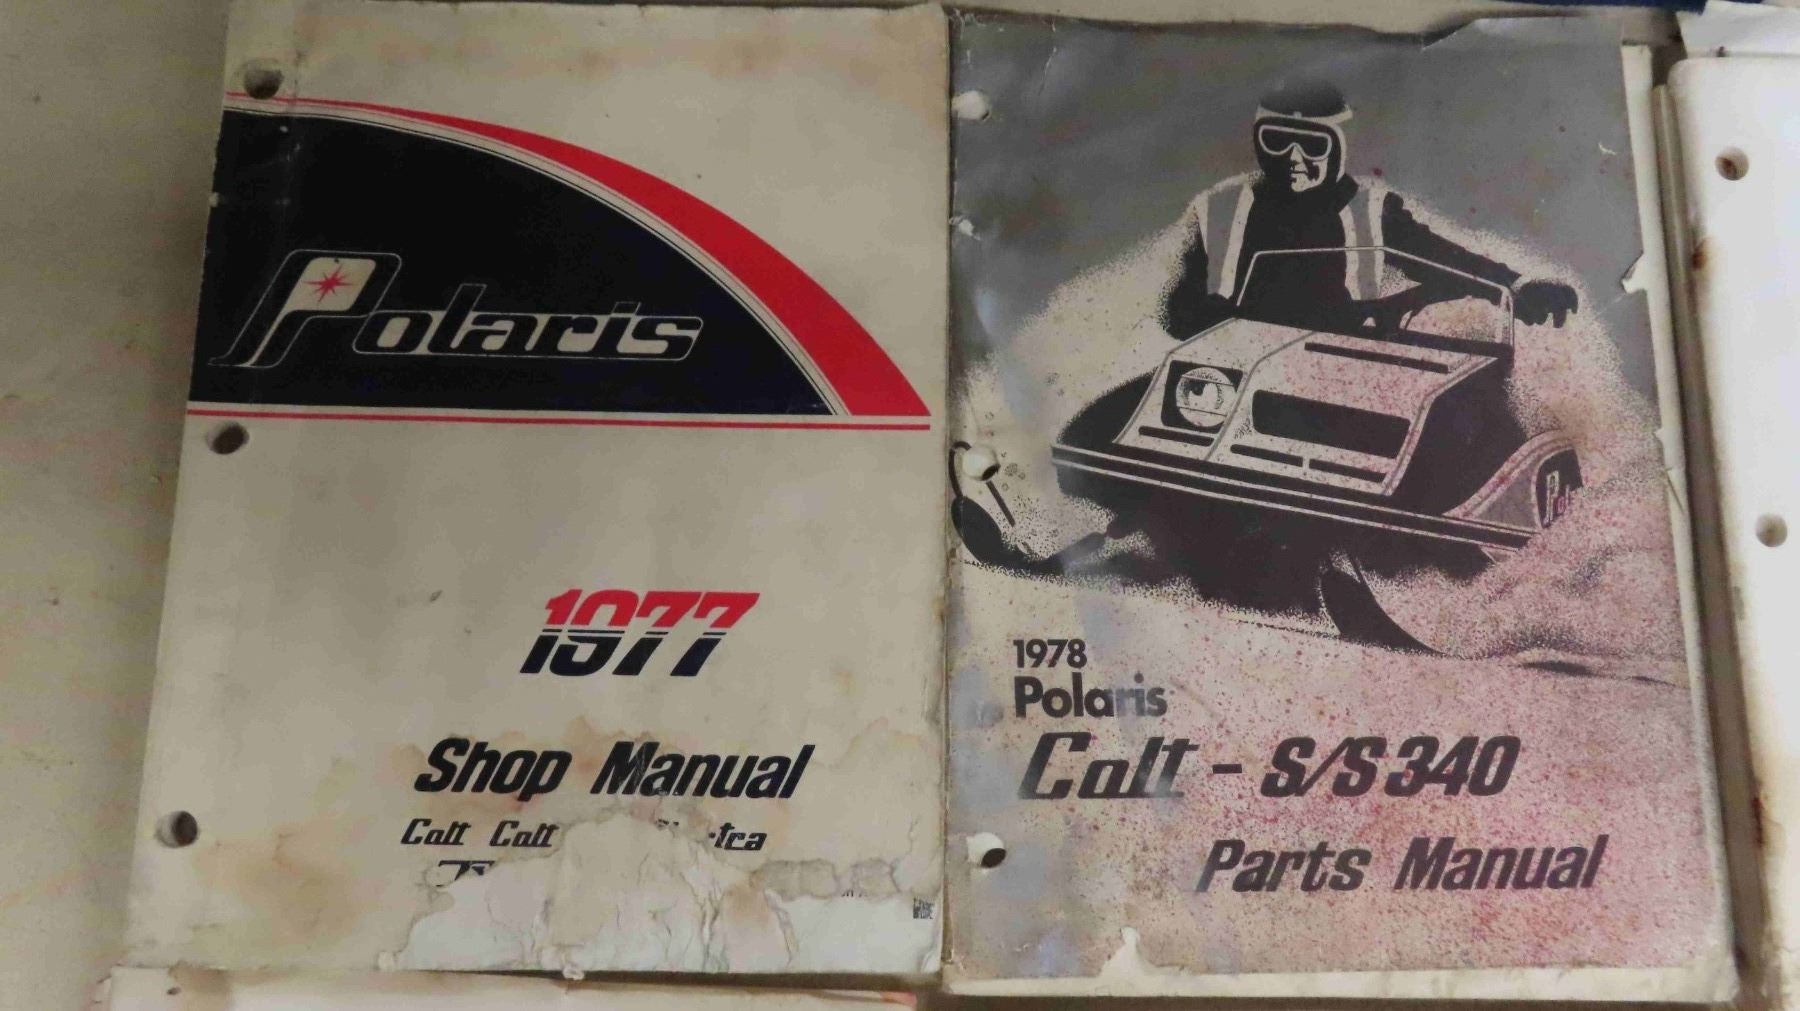 Polaris
1977
Shop Manual
Colt Colt
1978
Polaris
Colt - S/S 340
Parts Manual